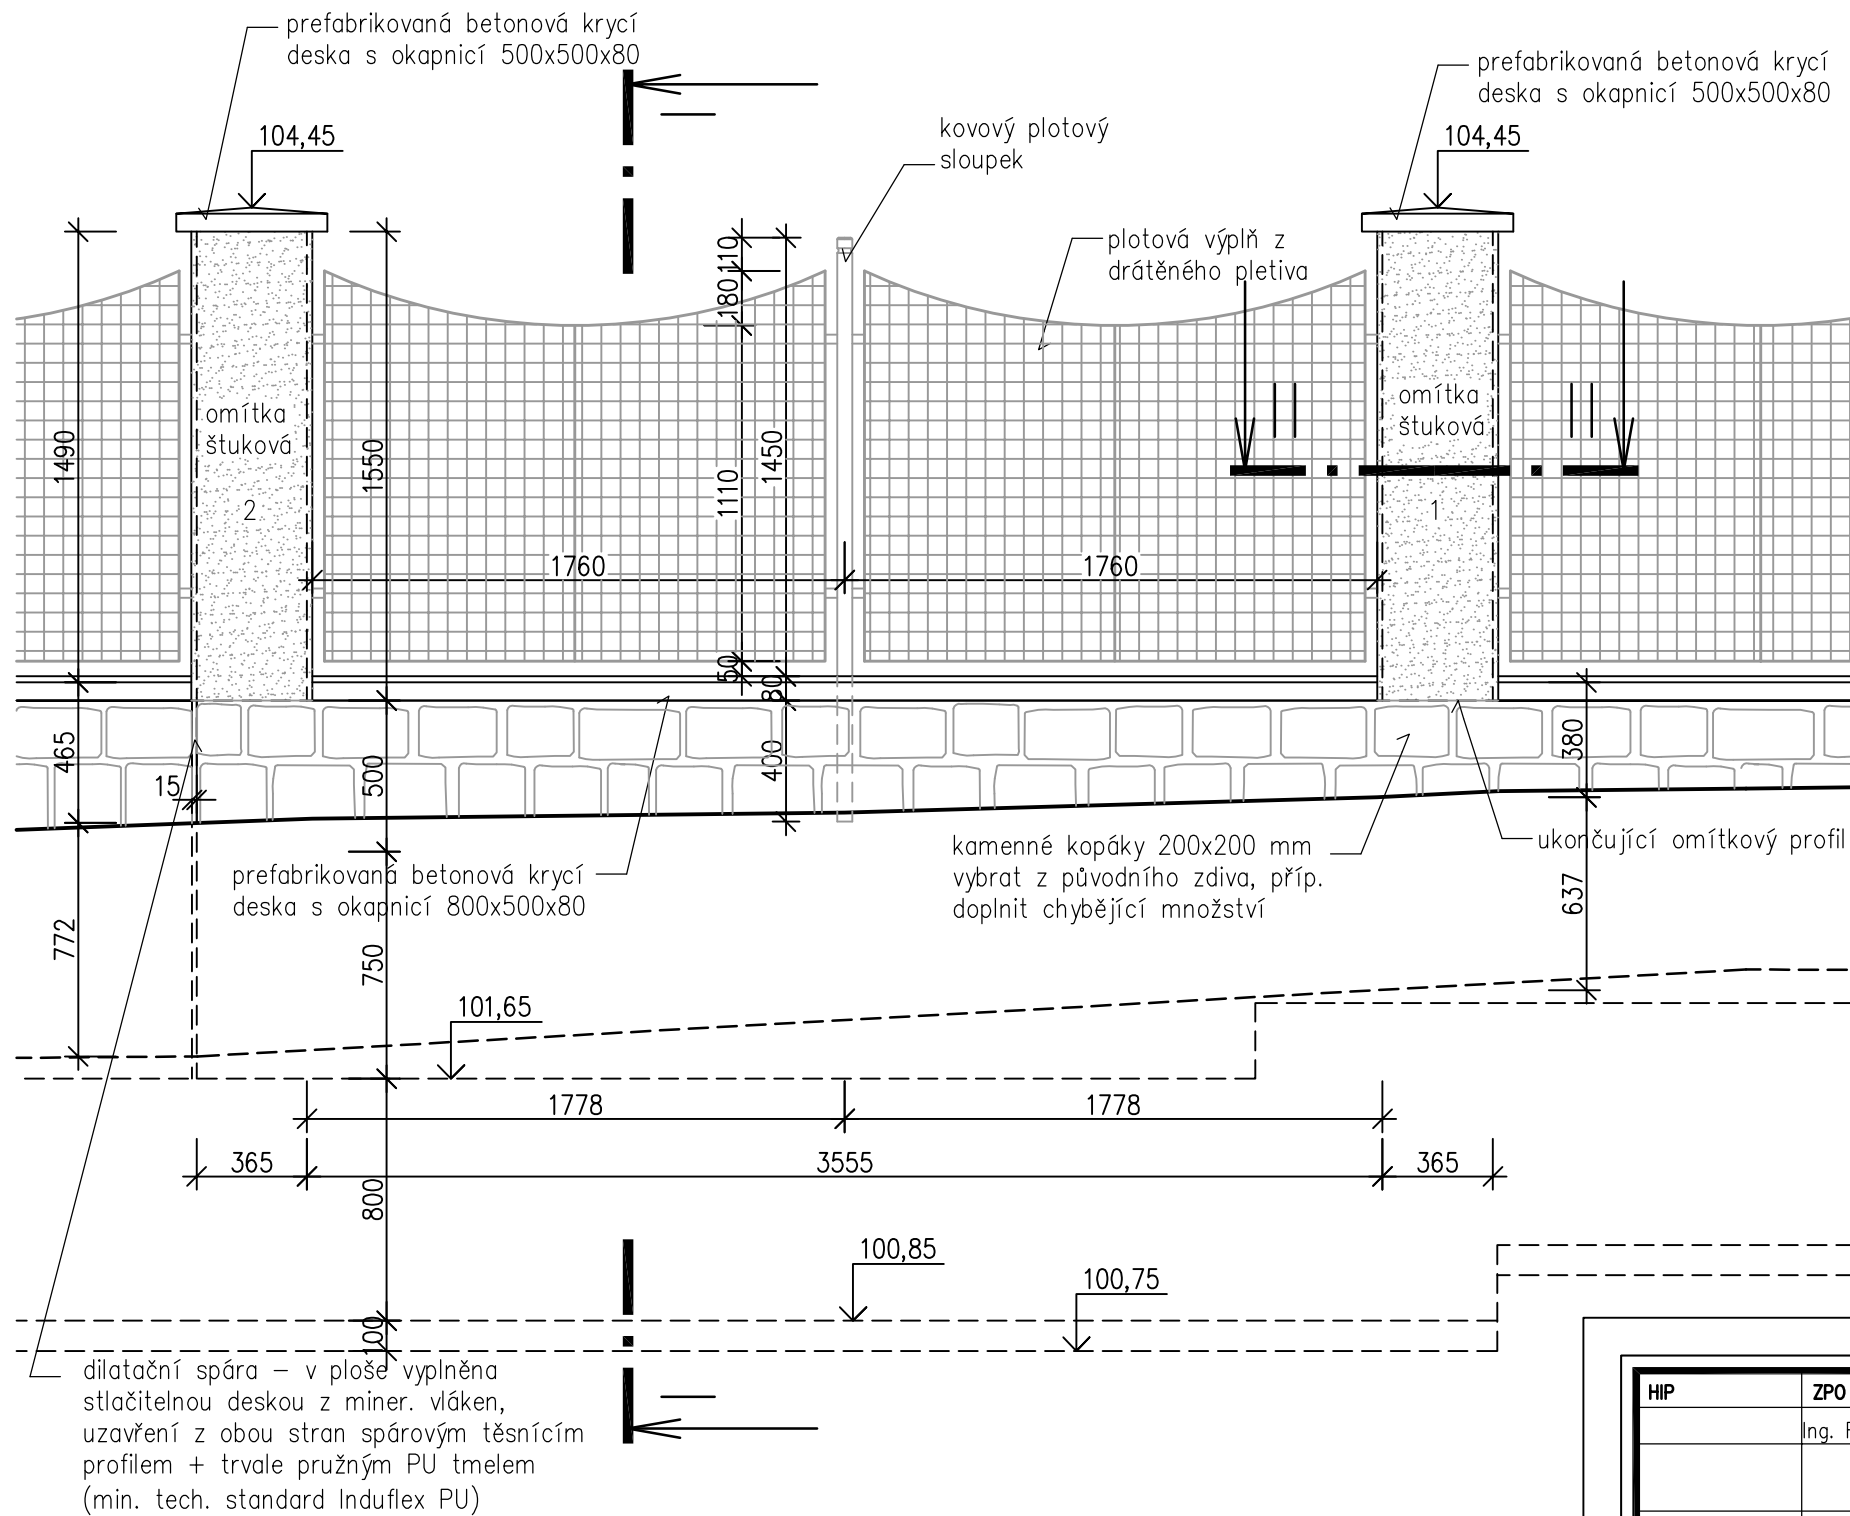 prefabrikovaná betonová krycí
deska s okapnicí 500x500x80
prefabrikovaná betonová krycí
deska s okapnicí 500x500x80
104,45
kovový plotový
sloupek
104,45
plotová výplň z
drátěného pletiva
110
180
1110
50
1450
80
400
1490
465
772
1550
500
750
800
100
omítka
štuková
2
omítka
štuková
1
1760
1760
15
380
637
prefabrikovaná betonová krycí
deska s okapnicí 800x500x80
kamenné kopáky 200x200 mm
vybrat z původního zdiva, příp.
doplnit chybějící množství
ukončující omítkový profil
101,65
1778
1778
365
3555
365
100,85
100,75
dilatační spára – v ploše vyplněna
stlačitelnou deskou z miner. vláken,
uzavření z obou stran spárovým těsnícím
profilem + trvale pružným PU tmelem
(min. tech. standard Induflex PU)
HIP
ZPO
Ing.